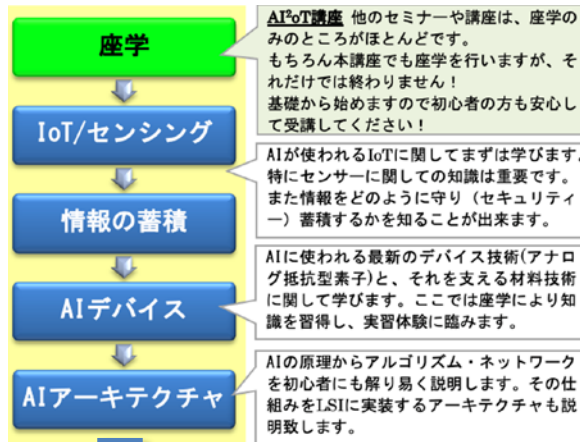 座学
AI²oT講座 他のセミナーや講座は、座学の
みのところがほとんどです。
もちろん本講座でも座学を行いますが、そ
れだけでは終わりません！
基礎から始めますので初心者の方も安心し
て受講してください！
IoT/センシング
AIが使われるIoTに関してまずは学びます。
特にセンサーに関しての知識は重要です。
また情報をどのように守り（セキュリティ
ー）蓄積するかを知ることが出来ます。
情報の蓄積
AIデバイス
AIに使われる最新のデバイス技術(アナロ
グ抵抗型素子)と、それを支える材料技術
に関して学びます。ここでは座学により知
識を習得し、実習体験に臨みます。
AIアーキテクチャ
AIの原理からアルゴリズム・ネットワーク
を初心者にも解り易く説明します。その仕
組みをLSIに実装するアーキテクチャも説
明致します。